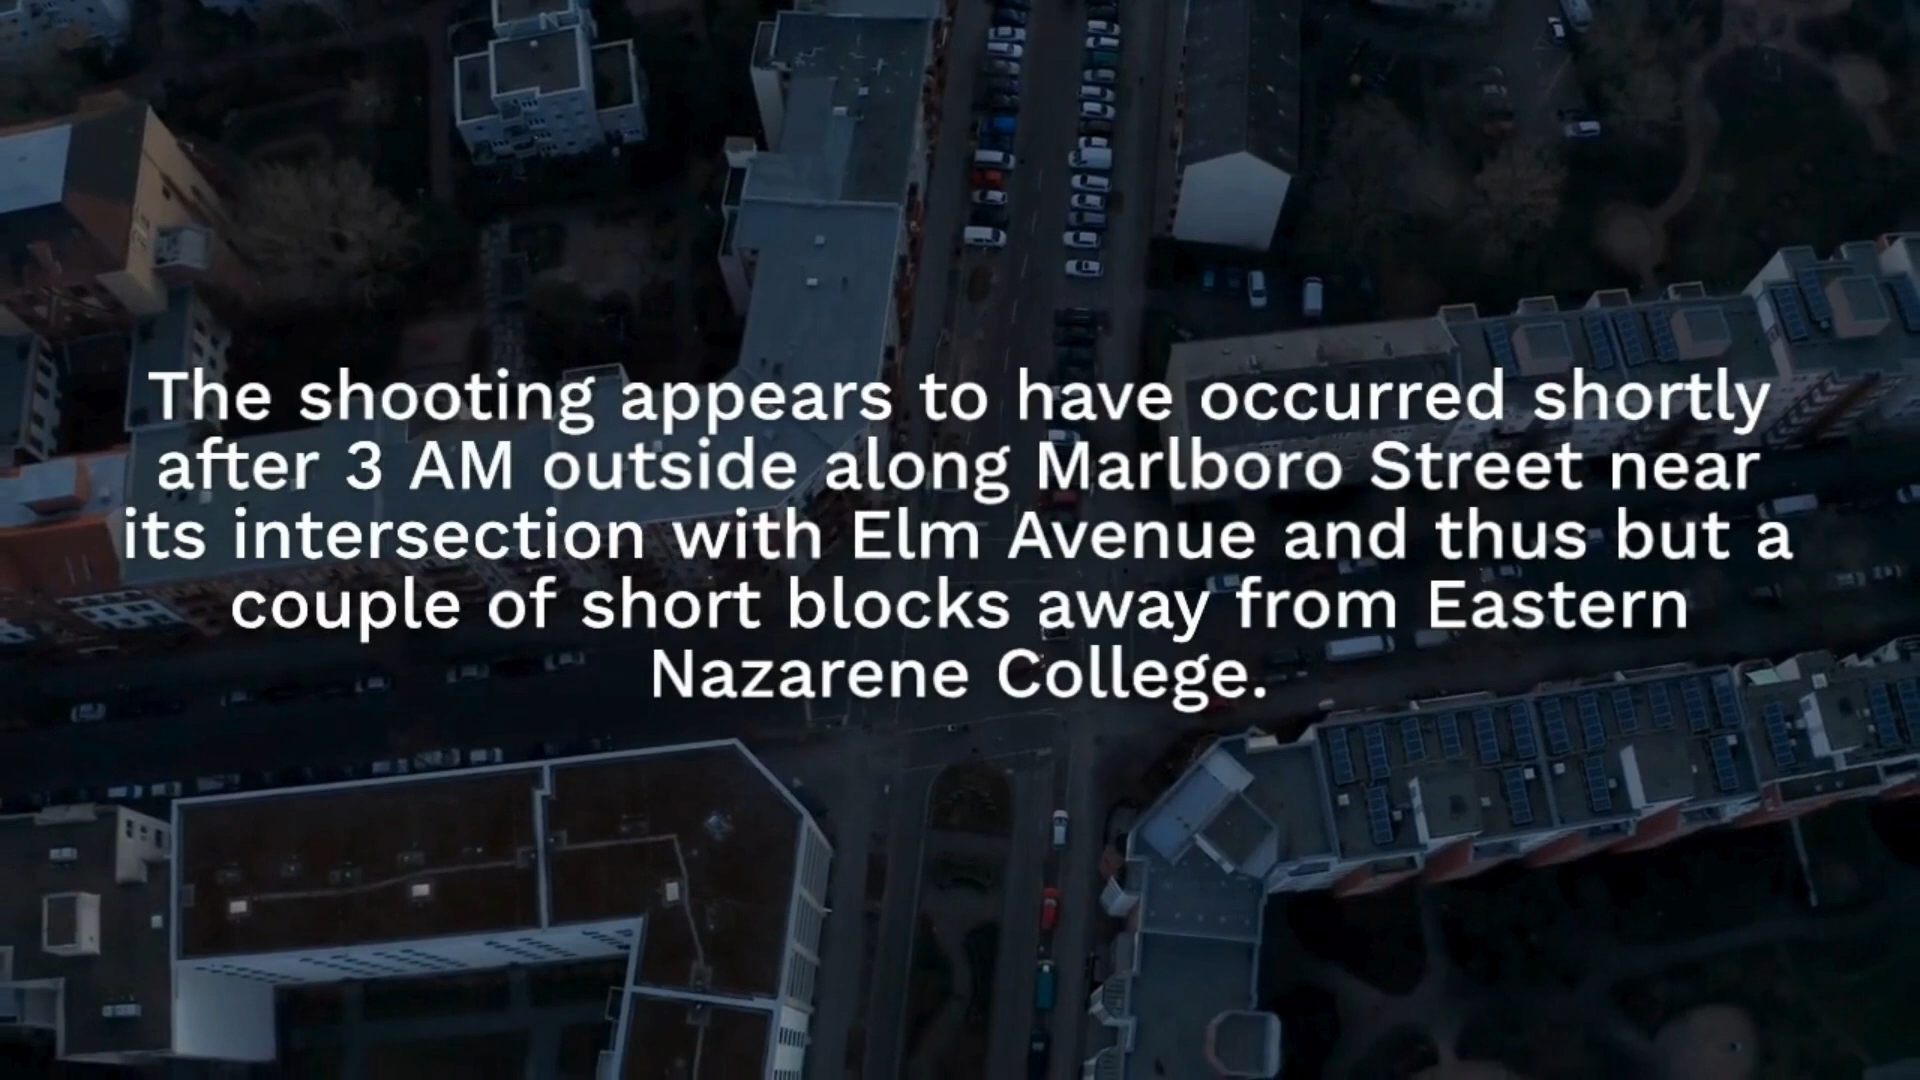 The shooting appears to have occurred shortly
after 3 AM outside along Marlboro Street near
its intersection with Elm Avenue and thus but a
couple of short blocks away from Eastern
Nazarene College.